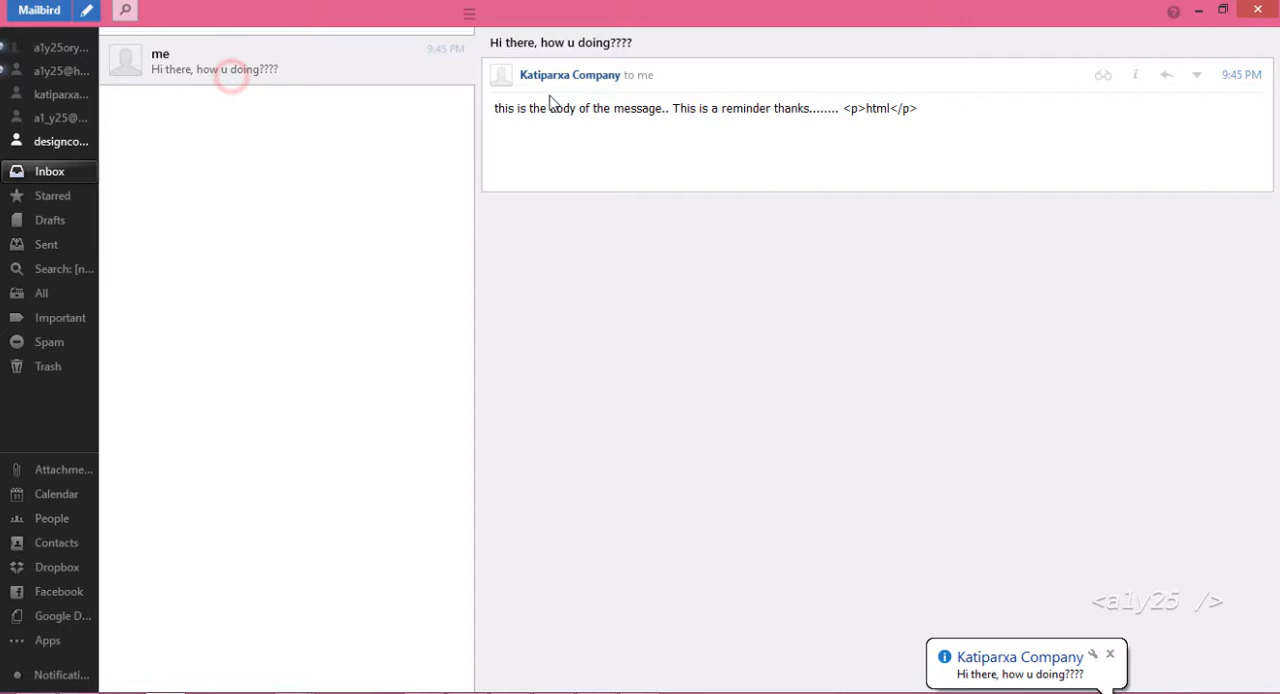 Mailbird
a1y25ory...
a1y25@h...
katiparxa...
a1_y25@...
designco...
Inbox
Starred
Drafts
Sent
Search: [n...
All
Important
Spam
Trash
Attachme...
Calendar
People
Contacts
Dropbox
Facebook
Google D...
Apps
Notificati...
me
9:45 PM
Hi there, how u doing????
Hi there, how u doing????
Katiparxa Company to me
9:45 PM
this is the body of the message.. This is a reminder thanks........ <p>html</p>
<a1y25 />
Katiparxa Company
Hi there, how u doing????